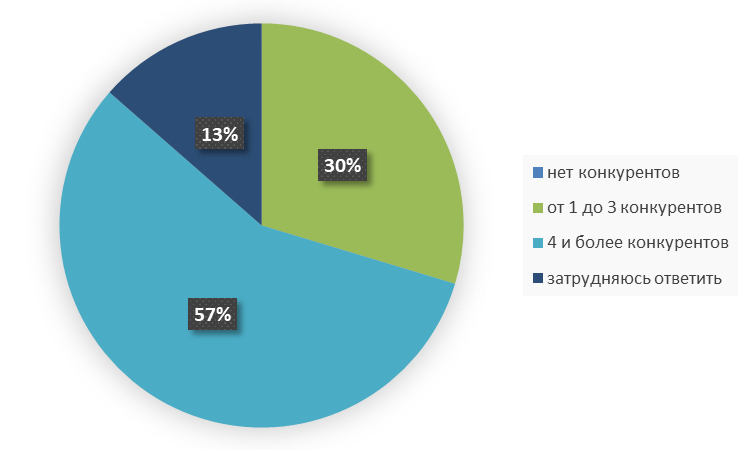 13%
30%
57%
нет конкурентов
от 1 до 3 конкурентов
4 и более конкурентов
затрудняюсь ответить